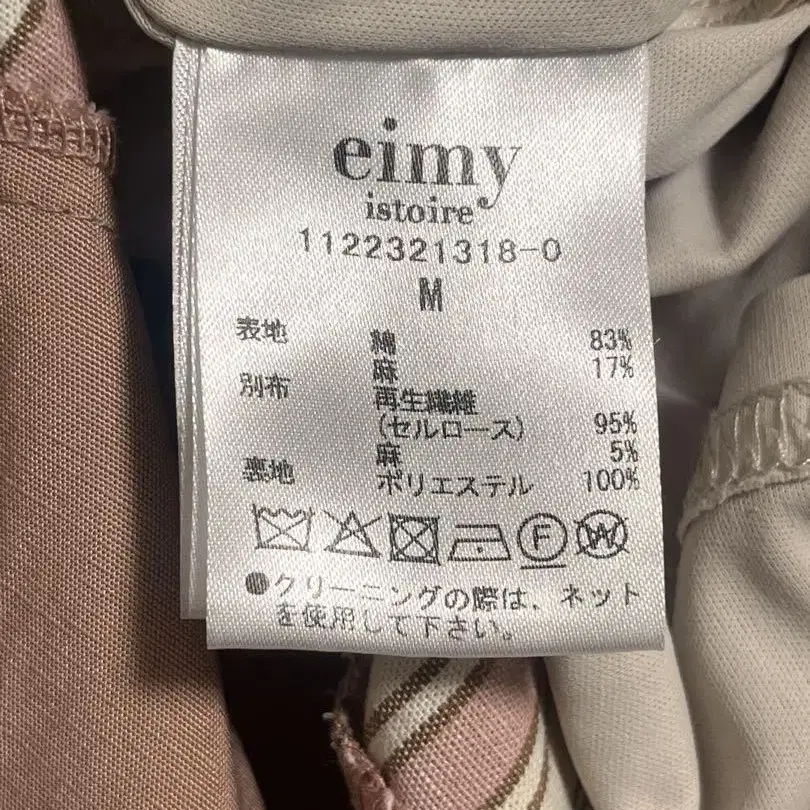 eimy
istoire
1122321318-0
M
表地 綿 83%
麻 17%
別布 再生繊維
(セルロース) 95%
麻 5%
裏地 ポリエステル 100%
F W
●クリーニングの際は、ネット
を使用して下さい。